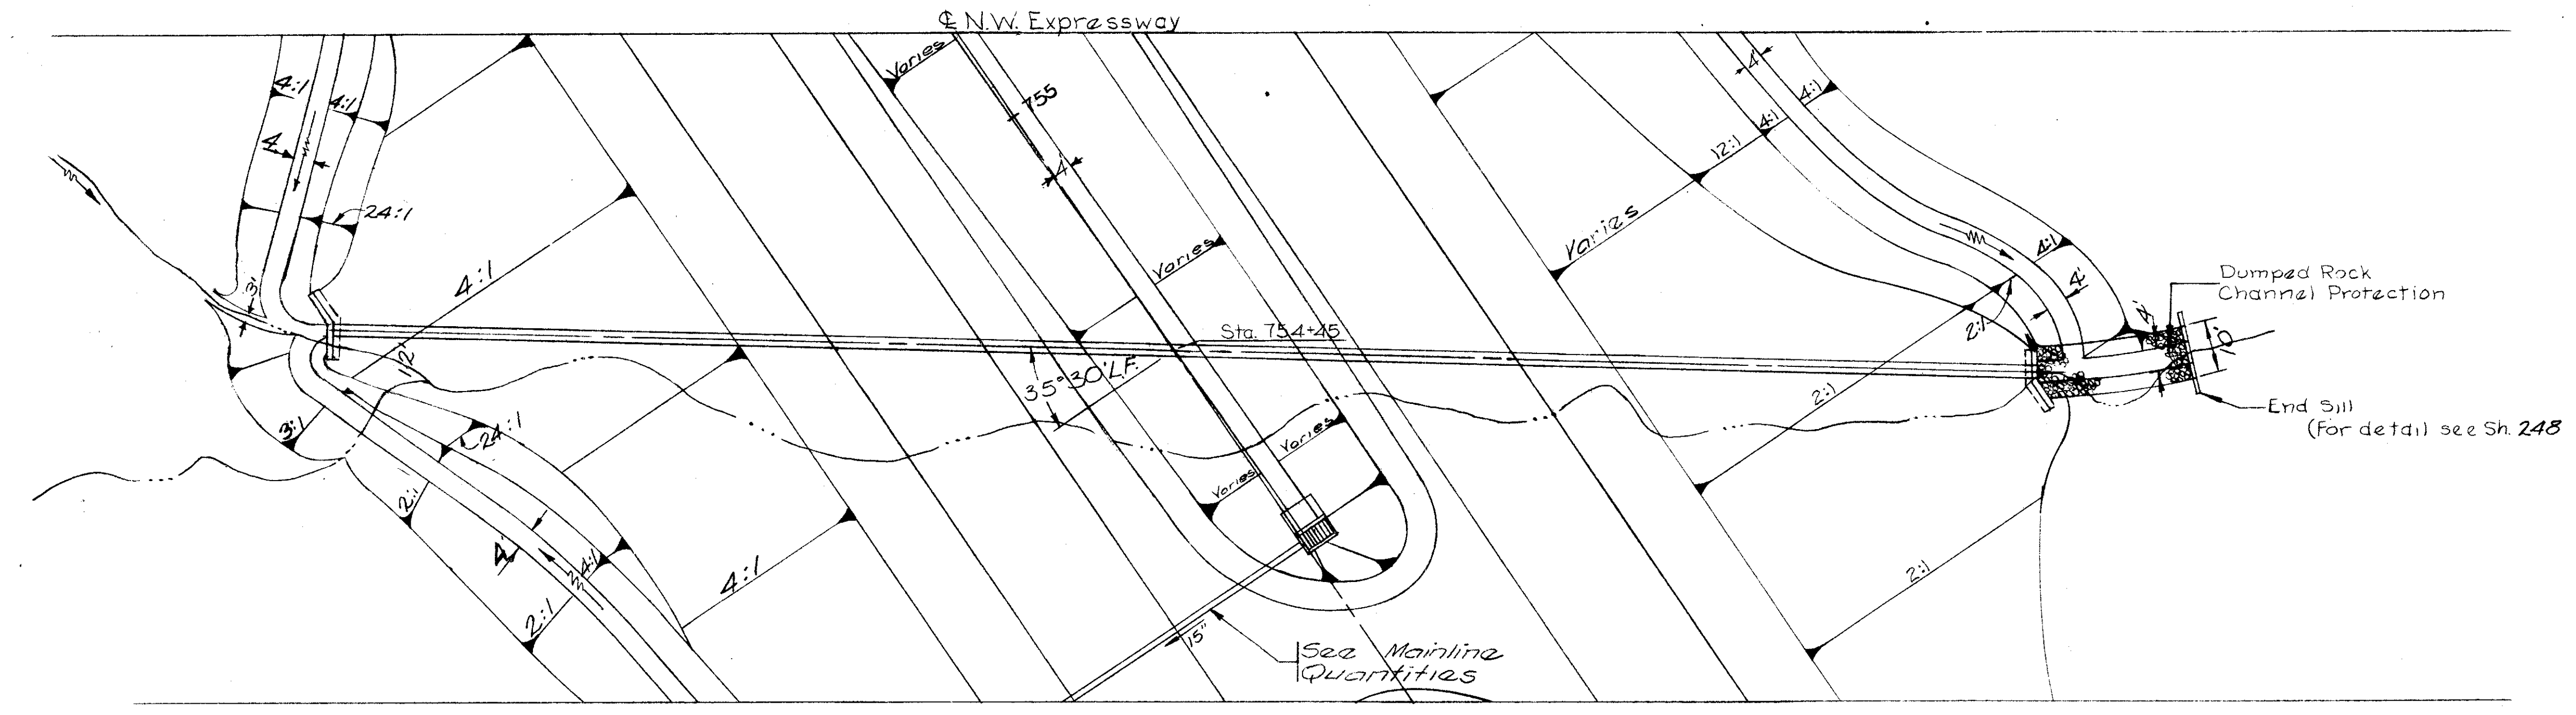 ℄ N.W. Expressway
Varies
755
4'
4:1
4:1
4'
24:1
4:1
3'
12
3:1
24:1
2:1
4'
4:1
2:1
4:1
Varies
Sta. 754+45
35°30' L.F.
Varies
Varies
15"
See Mainline
Quantities
4'
4:1
4:1
12:1
Varies
4:1
4'
2:1
2:1
2:1
Dumped Rock
Channel Protection
4'
10'
End Sill
(For detail see Sh. 248